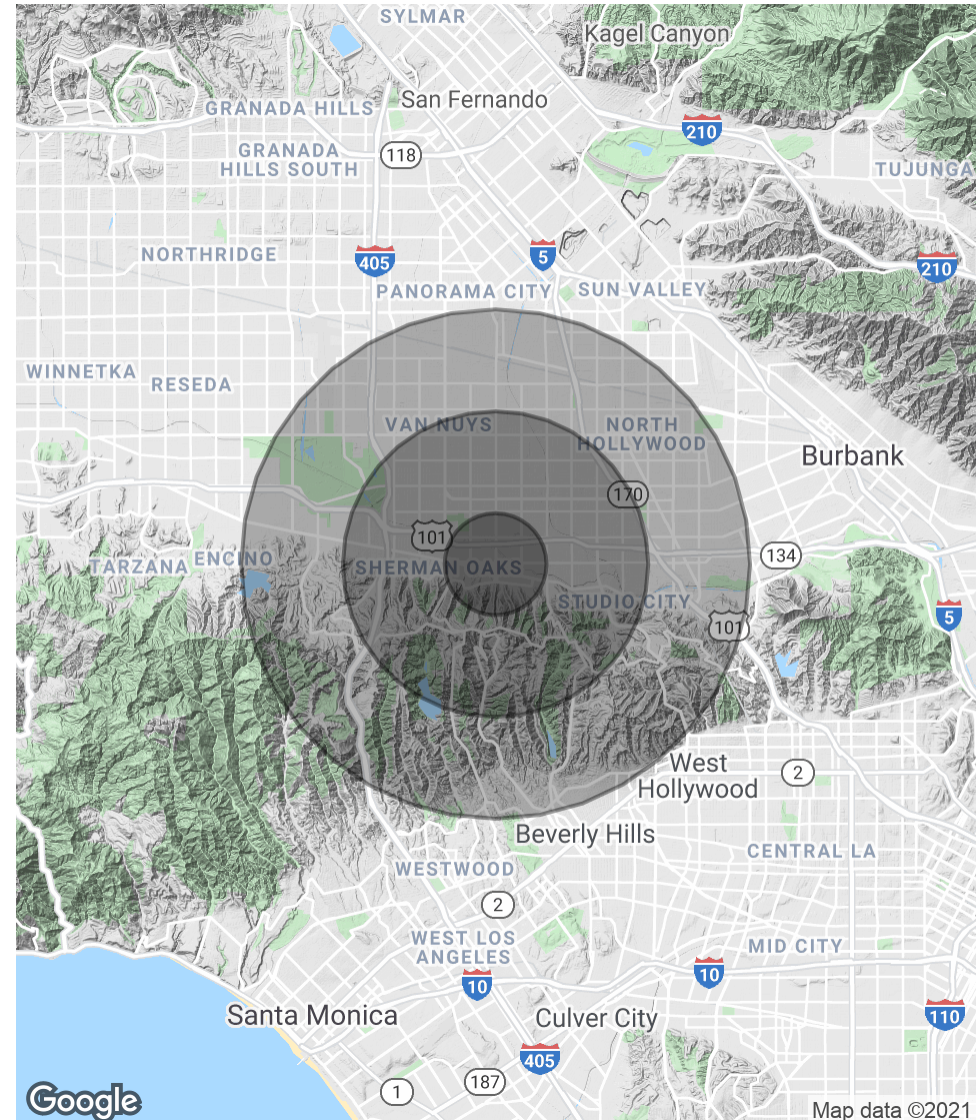 SYLMAR
Kagel Canyon
San Fernando
GRANADA HILLS
210
118
GRANADA
HILLS SOUTH
TUJUNGA
NORTHRIDGE
405
5
210
PANORAMA CITY
SUN VALLEY
WINNETKA
RESEDA
VAN NUYS
NORTH
HOLLYWOOD
Burbank
170
101
134
TARZANA
ENCINO
SHERMAN OAKS
STUDIO CITY
101
5
West
Hollywood
2
Beverly Hills
CENTRAL LA
WESTWOOD
2
WEST LOS
ANGELES
MID CITY
10
10
Santa Monica
Culver City
110
405
187
1
Google
Map data ©2021